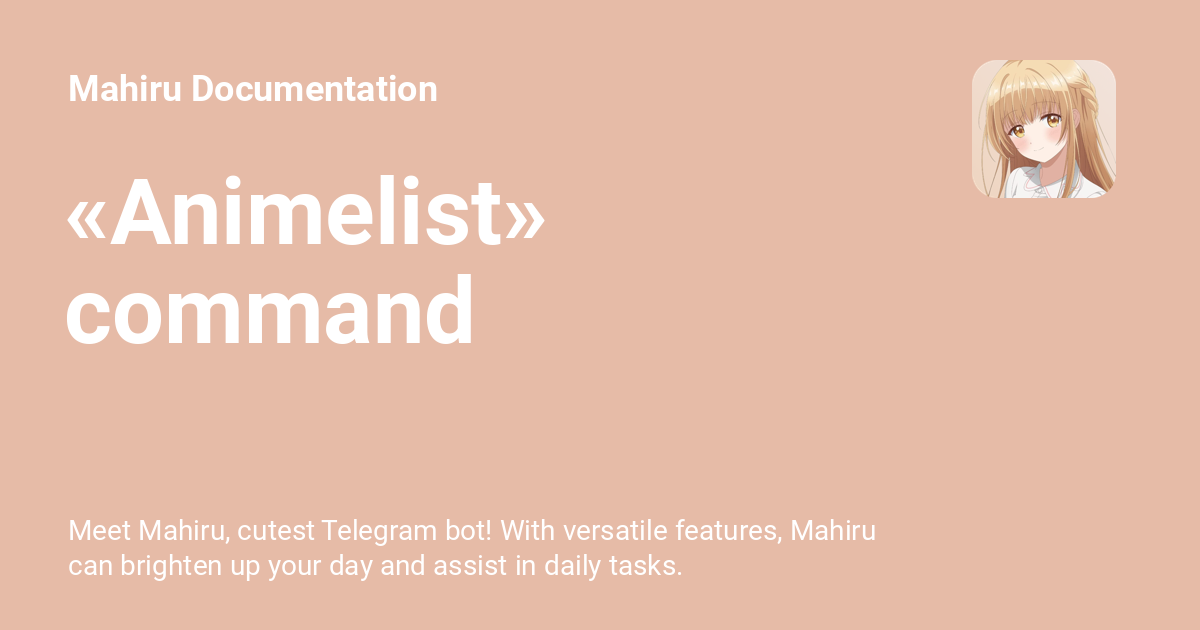 Mahiru Documentation
«Animelist»
command
Meet Mahiru, cutest Telegram bot! With versatile features, Mahiru
can brighten up your day and assist in daily tasks.